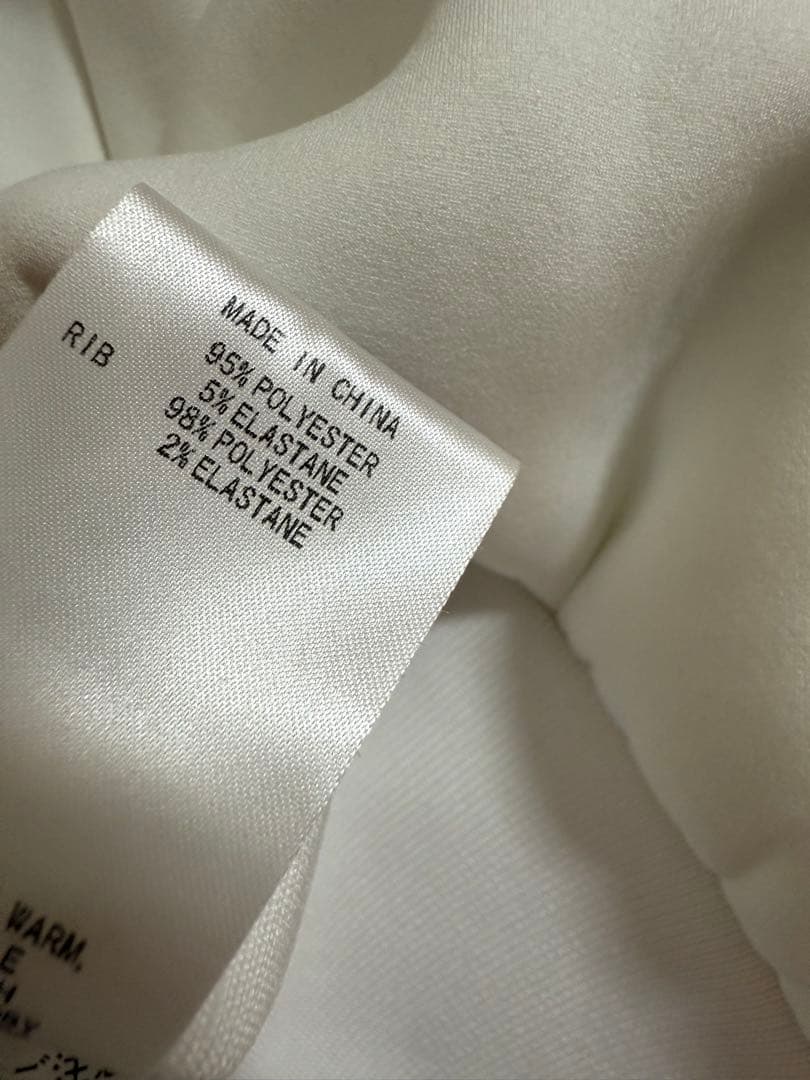 MADE IN CHINA
95% POLYESTER
5% ELASTANE
RIB 98% POLYESTER
2% ELASTANE
WARM.
E